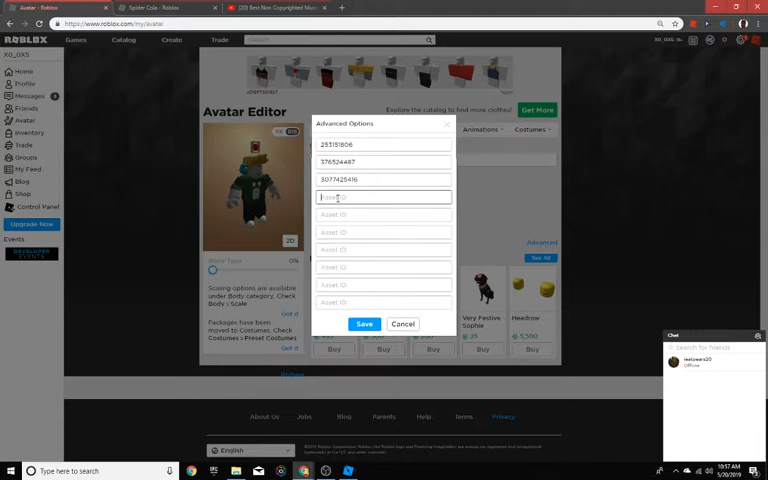 Avatar - Roblox
Spider Cola - Roblox
(20) Best Non Copyrighted Musi
https://www.roblox.com/my/avatar
ROBLOX
Games
Catalog
Create
Trade
Search
X0_0X5
Home
Profile
Messages
Friends
Avatar
Inventory
Trade
Groups
My Feed
Blog
Shop
Control Panel
Upgrade Now
Events
DEVELOPER
EVENTS
Avatar Editor
Explore the catalog to find more clothes!
Get More
Animations
Costumes
R6
R15
2D
Advanced
See All
Body Type
0%
Scaling options are
available under
Body category, Check
Body > Scale
Got it
Packages have been
moved to Costumes. Check
Costumes > Preset Costumes
Got it
Advanced Options
253151806
376524487
3077425416
Asset ID
Asset ID
Asset ID
Asset ID
Asset ID
Asset ID
Asset ID
Save
Cancel
Very Festive
Sophie
25
Headrow
5,500
Buy
Buy
Buy
Buy
Buy
Chat
Search for friends
Offline
About Us
Jobs
Blog
Parents
Help
Terms
Privacy
English
Type here to search
10:57 AM
5/20/2019